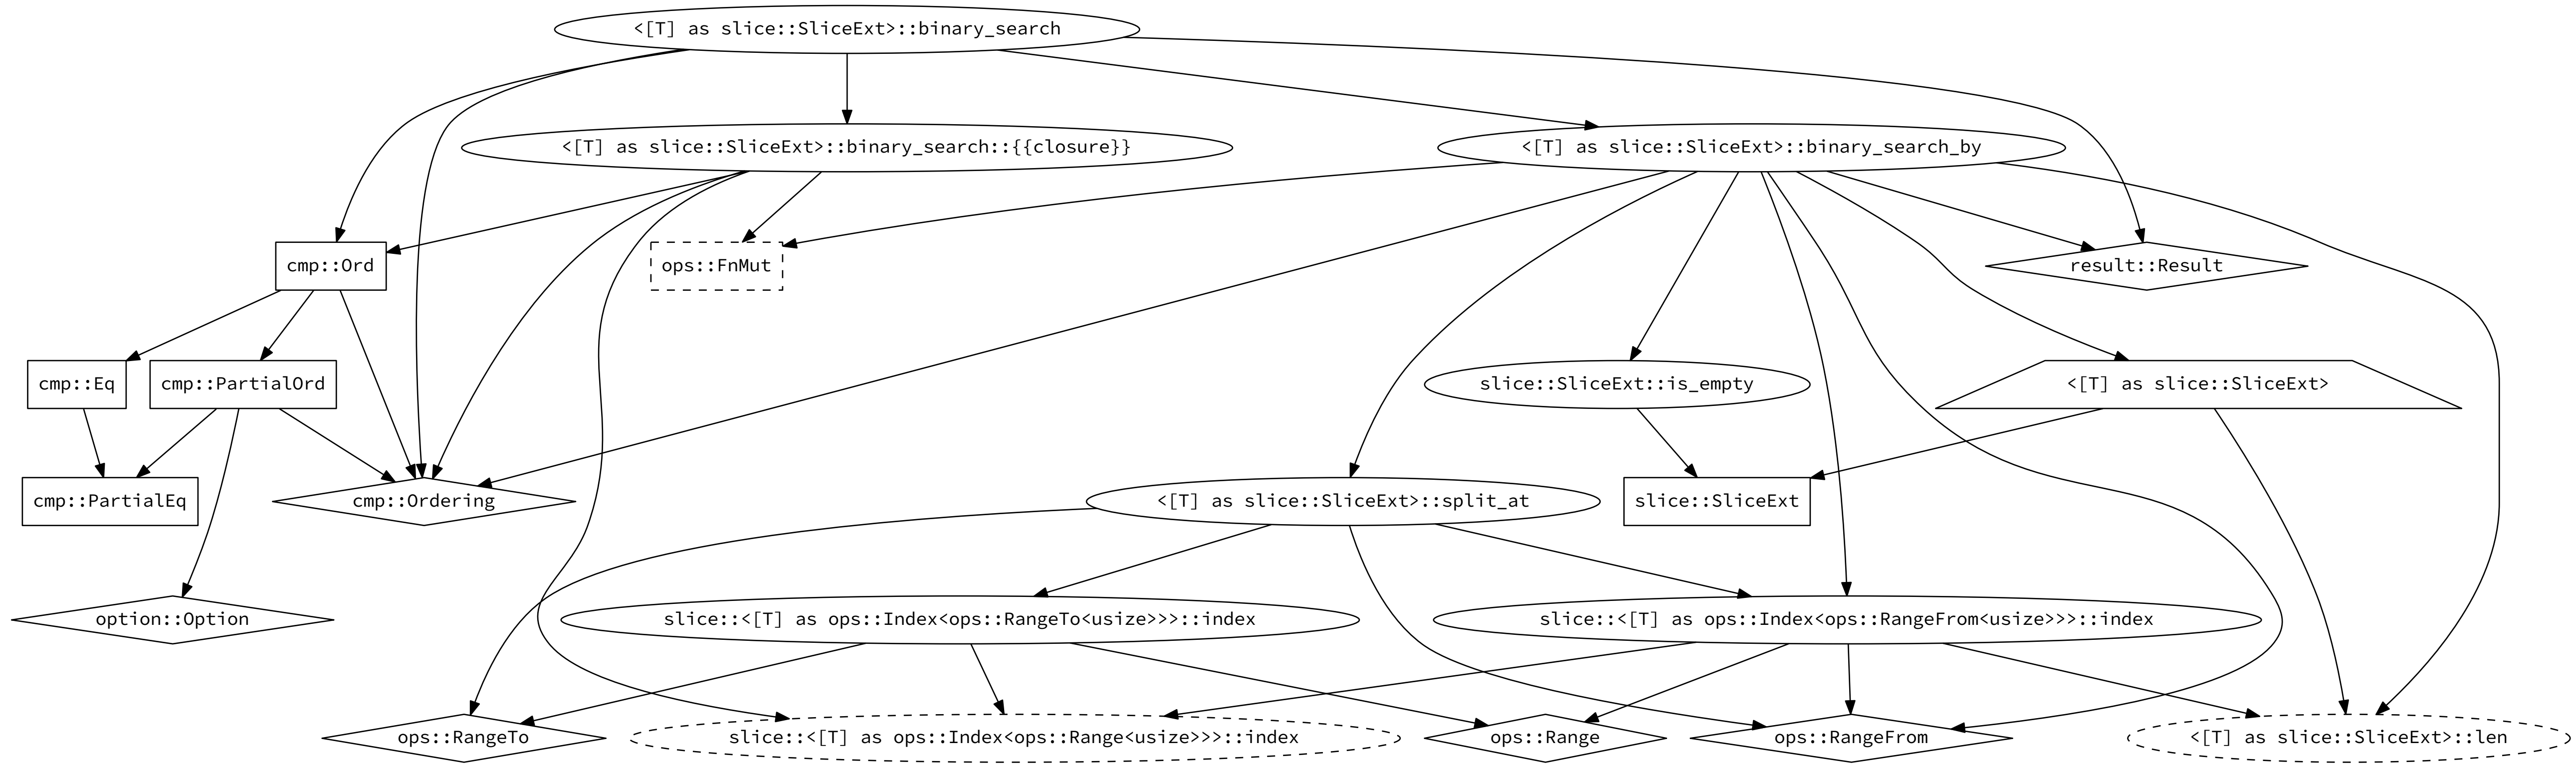 <[T] as slice::SliceExt>::binary_search
<[T] as slice::SliceExt>::binary_search::{{closure}}
<[T] as slice::SliceExt>::binary_search_by
cmp::Ord
ops::FnMut
result::Result
cmp::Eq
cmp::PartialOrd
slice::SliceExt::is_empty
<[T] as slice::SliceExt>
cmp::PartialEq
cmp::Ordering
<[T] as slice::SliceExt>::split_at
slice::SliceExt
option::Option
slice::<[T] as ops::Index<ops::RangeTo<usize>>>::index
slice::<[T] as ops::Index<ops::RangeFrom<usize>>>::index
ops::RangeTo
slice::<[T] as ops::Index<ops::Range<usize>>>::index
ops::Range
ops::RangeFrom
<[T] as slice::SliceExt>::len